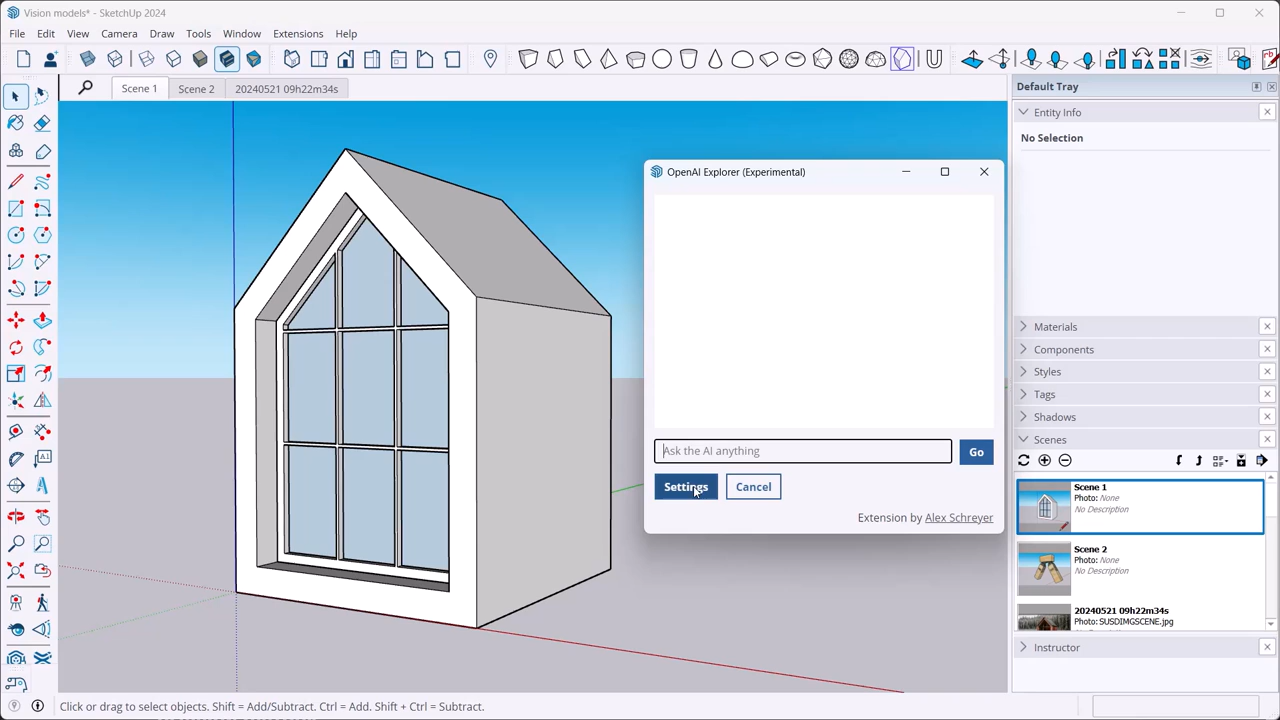 Vision models* - SketchUp 2024
File Edit View Camera Draw Tools Window Extensions Help
Scene 1 Scene 2 20240521 09h22m34s
Default Tray
Entity Info
No Selection
OpenAI Explorer (Experimental)
Ask the AI anything
Go
Settings Cancel
Extension by Alex Schreyer
Materials
Components
Styles
Tags
Shadows
Scenes
Scene 1
Photo: None
No Description
Scene 2
Photo: None
No Description
20240521 09h22m34s
Photo: SUSDIMGSCENE.jpg
Instructor
Click or drag to select objects. Shift = Add/Subtract. Ctrl = Add. Shift + Ctrl = Subtract.